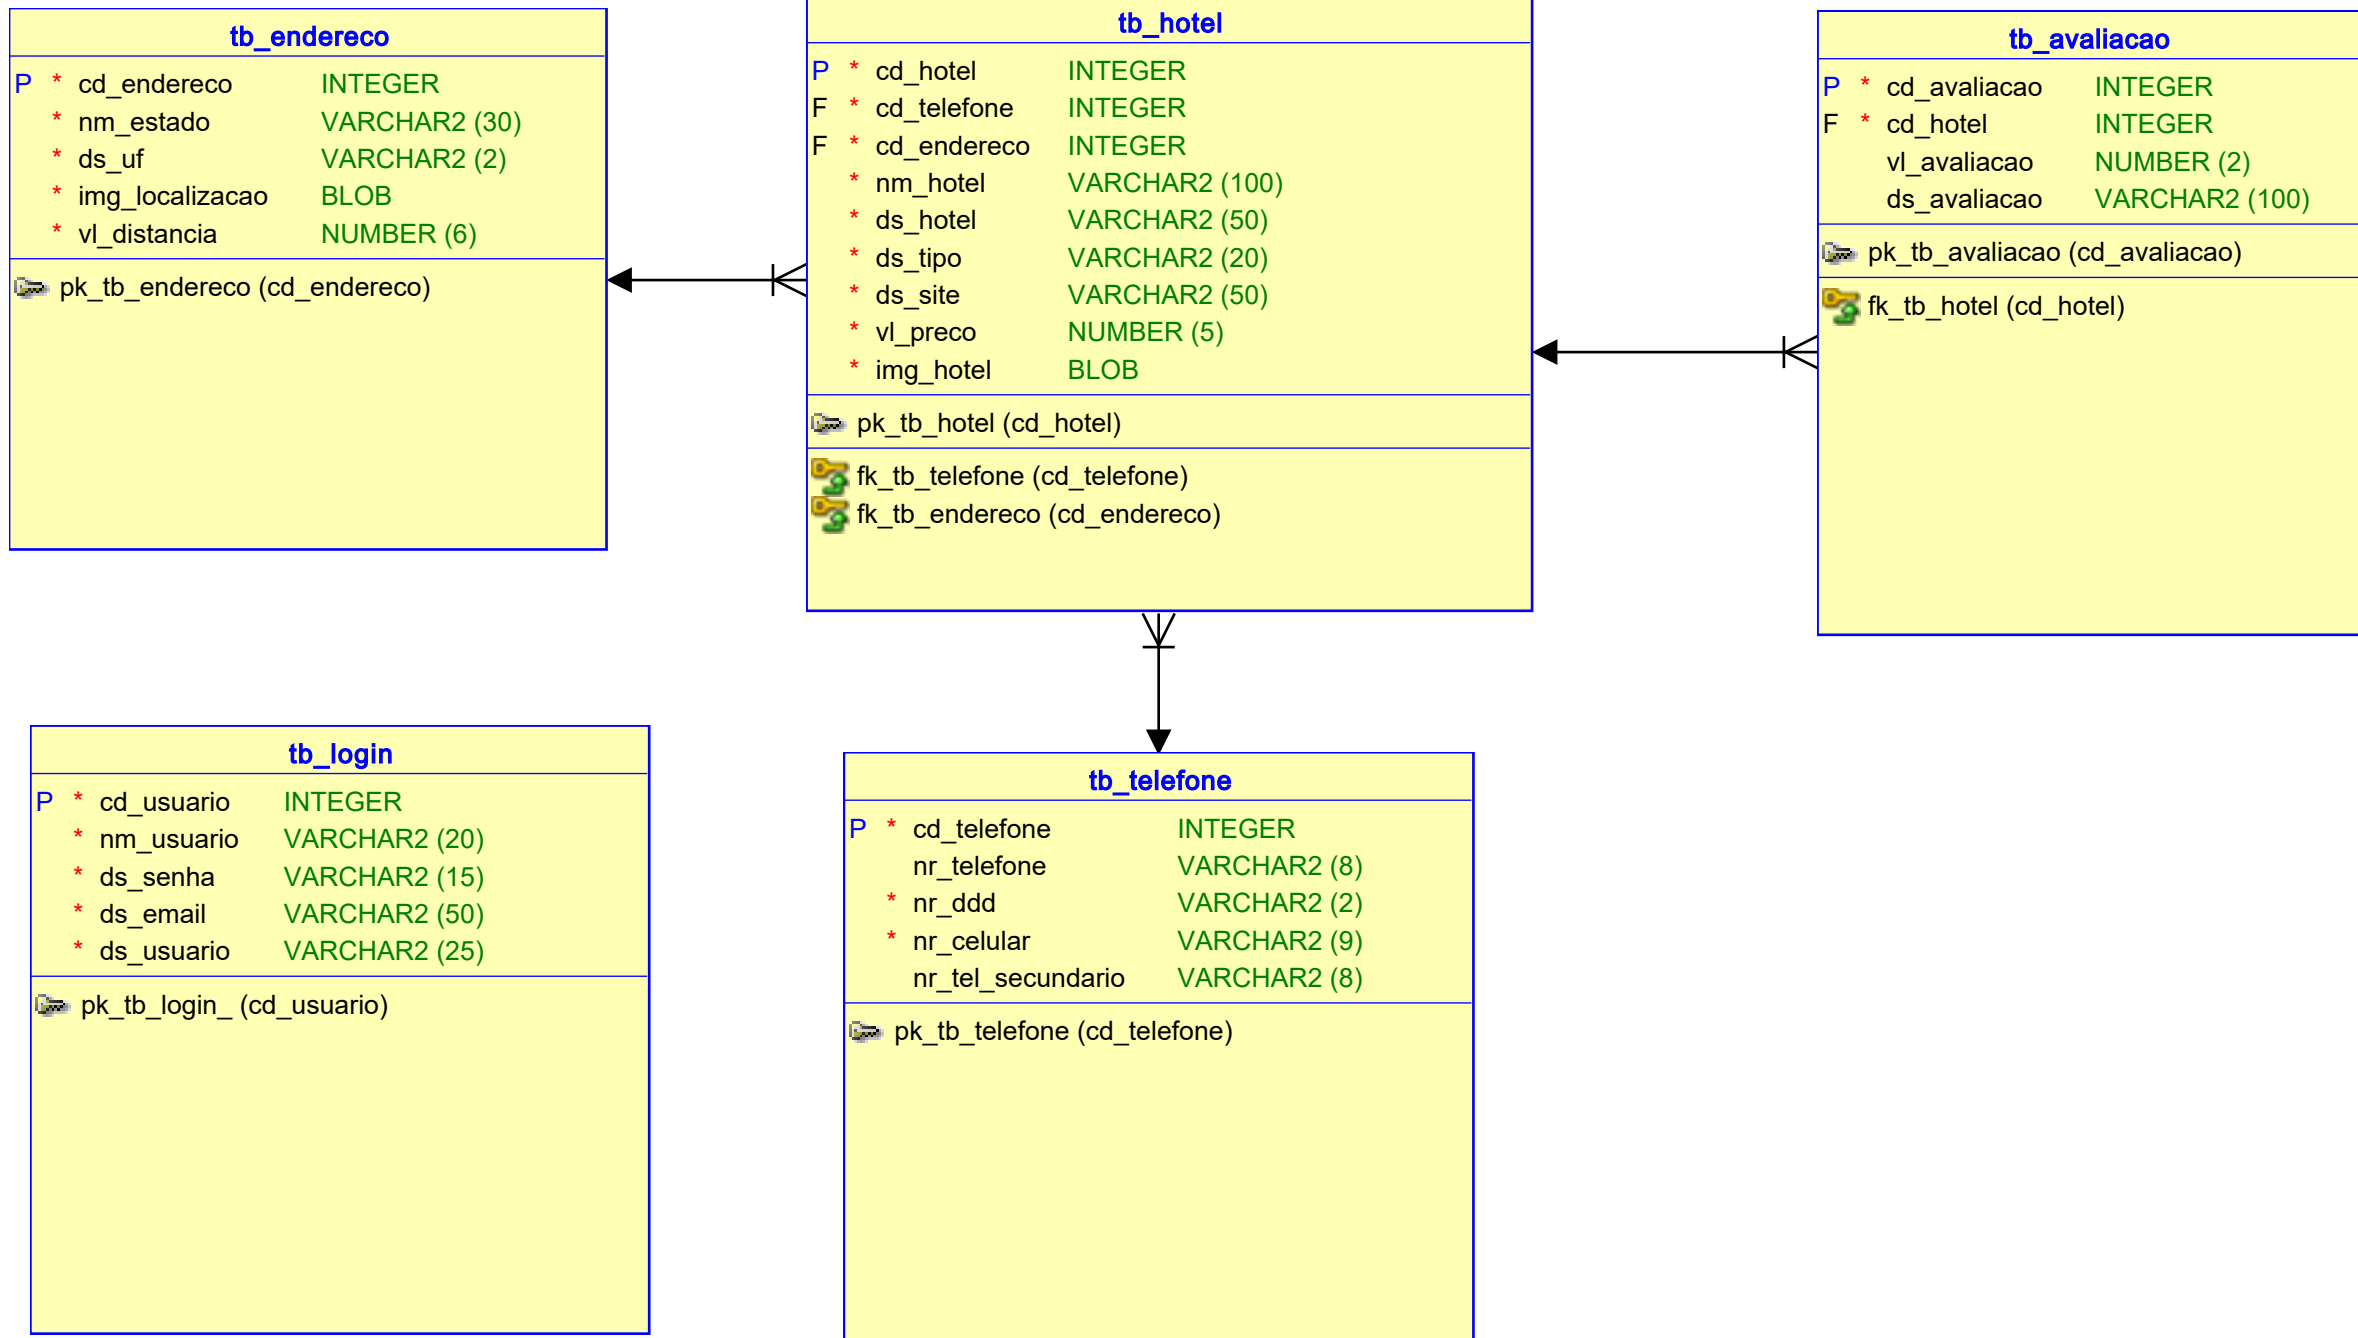 tb_endereco
P * cd_endereco INTEGER
* nm_estado VARCHAR2 (30)
* ds_uf VARCHAR2 (2)
* img_localizacao BLOB
* vl_distancia NUMBER (6)
pk_tb_endereco (cd_endereco)
tb_hotel
P * cd_hotel INTEGER
F * cd_telefone INTEGER
F * cd_endereco INTEGER
* nm_hotel VARCHAR2 (100)
* ds_hotel VARCHAR2 (50)
* ds_tipo VARCHAR2 (20)
* ds_site VARCHAR2 (50)
* vl_preco NUMBER (5)
* img_hotel BLOB
pk_tb_hotel (cd_hotel)
fk_tb_telefone (cd_telefone)
fk_tb_endereco (cd_endereco)
tb_avaliacao
P * cd_avaliacao INTEGER
F * cd_hotel INTEGER
vl_avaliacao NUMBER (2)
ds_avaliacao VARCHAR2 (100)
pk_tb_avaliacao (cd_avaliacao)
fk_tb_hotel (cd_hotel)
tb_login
P * cd_usuario INTEGER
* nm_usuario VARCHAR2 (20)
* ds_senha VARCHAR2 (15)
* ds_email VARCHAR2 (50)
* ds_usuario VARCHAR2 (25)
pk_tb_login_ (cd_usuario)
tb_telefone
P * cd_telefone INTEGER
nr_telefone VARCHAR2 (8)
* nr_ddd VARCHAR2 (2)
* nr_celular VARCHAR2 (9)
nr_tel_secundario VARCHAR2 (8)
pk_tb_telefone (cd_telefone)